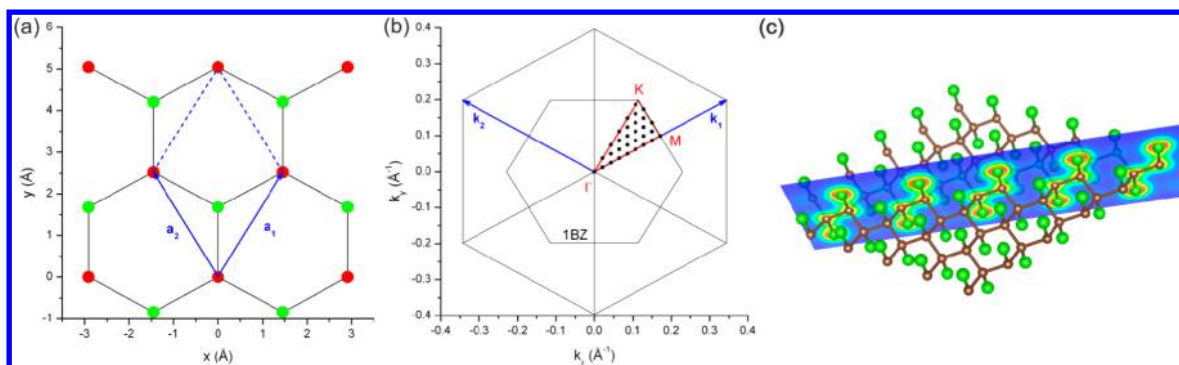 (a)
6
5
4
3
2
1
0
-1
y (Å)
a₂
a₁
-3 -2 -1 0 1 2 3
x (Å)
(b)
0.4
0.3
0.2
0.1
0.0
-0.1
-0.2
-0.3
-0.4
k_y (Å⁻¹)
K
k₂
k₁
M
Γ
1BZ
-0.4 -0.3 -0.2 -0.1 0.0 0.1 0.2 0.3 0.4
(Å⁻¹)
(c)